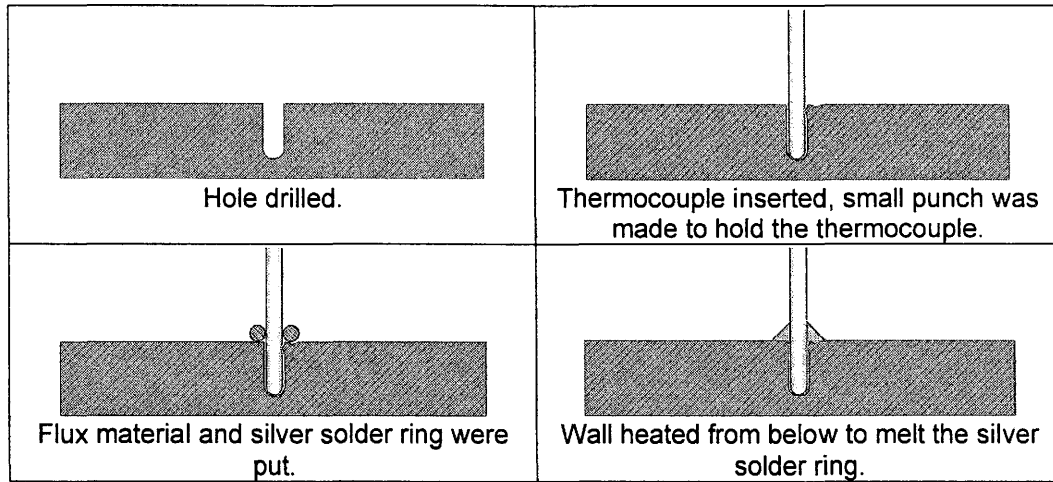 Hole drilled.
Thermocouple inserted, small punch was
made to hold the thermocouple.
Flux material and silver solder ring were
put.
Wall heated from below to melt the silver
solder ring.